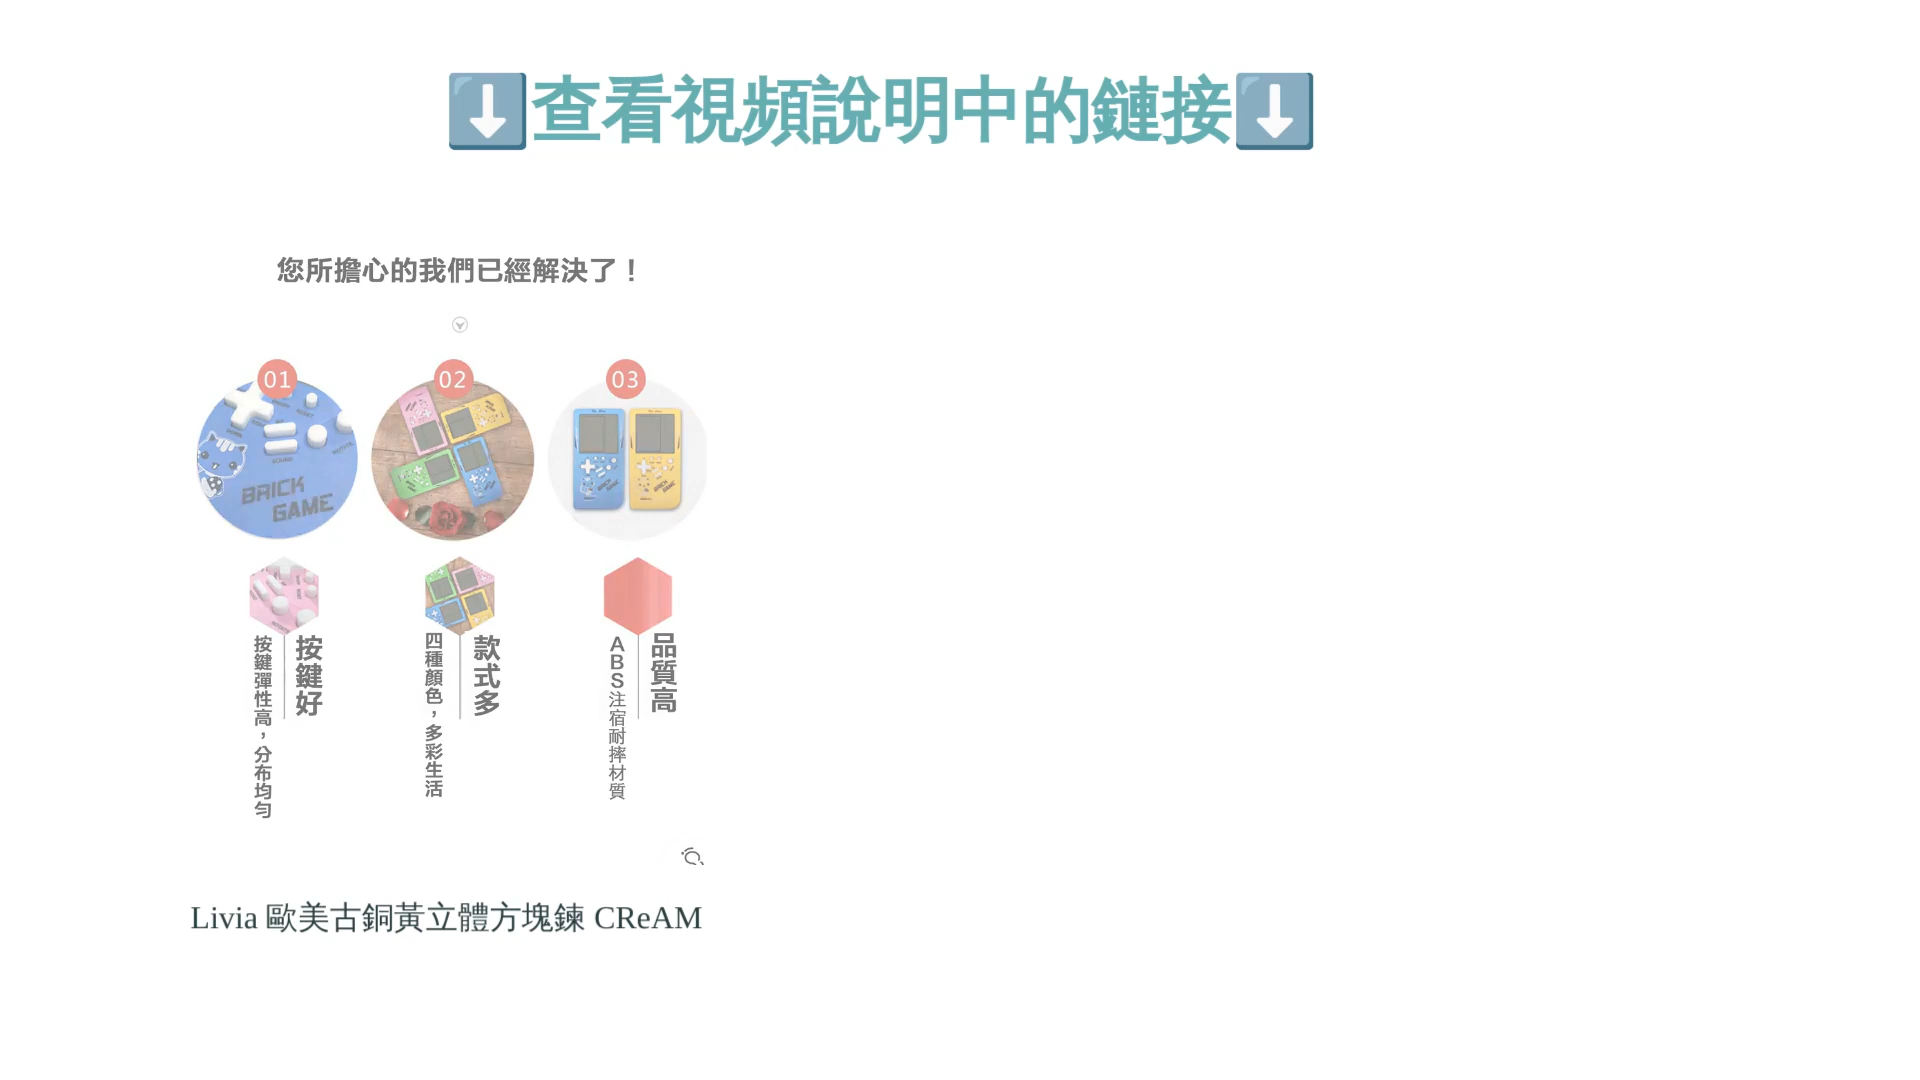 ⬇️查看視頻說明中的鏈接⬇️
您所擔心的我們已經解決了！
01
02
03
BRICK
GAME
按鍵好
按鍵彈性高，分布均勻
款式多
四種顏色，多彩生活
品質高
ABS注宿耐摔材質
Livia 歐美古銅黃立體方塊鍊 CReAM